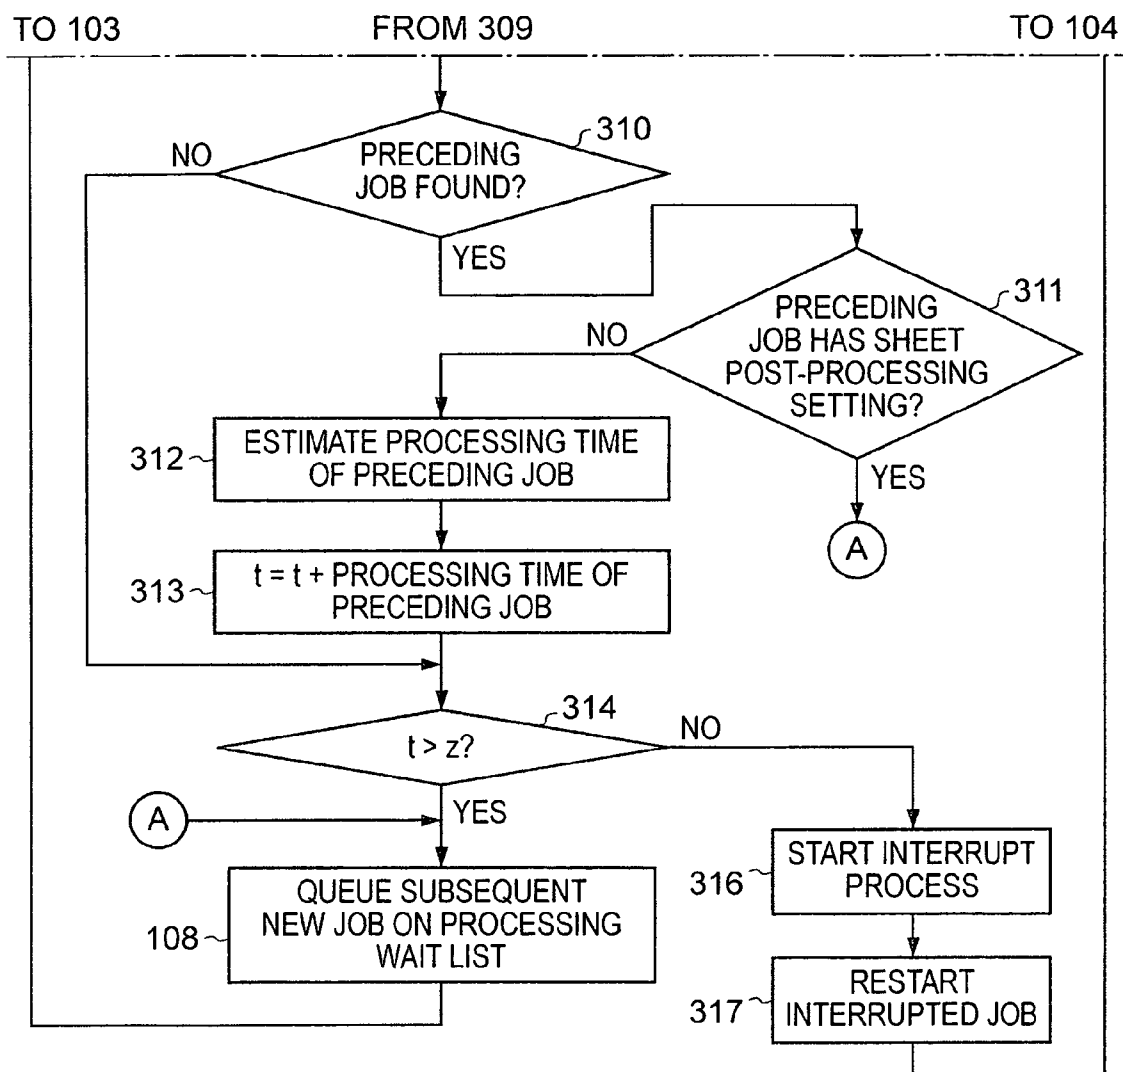 TO 103
FROM 309
TO 104
310
NO
PRECEDING
JOB FOUND?
YES
311
PRECEDING
JOB HAS SHEET
POST-PROCESSING
SETTING?
NO
YES
A
312
ESTIMATE PROCESSING TIME
OF PRECEDING JOB
313
t = t + PROCESSING TIME OF
PRECEDING JOB
314
t > z?
NO
YES
A
316
START INTERRUPT
PROCESS
108
QUEUE SUBSEQUENT
NEW JOB ON PROCESSING
WAIT LIST
317
RESTART
INTERRUPTED JOB